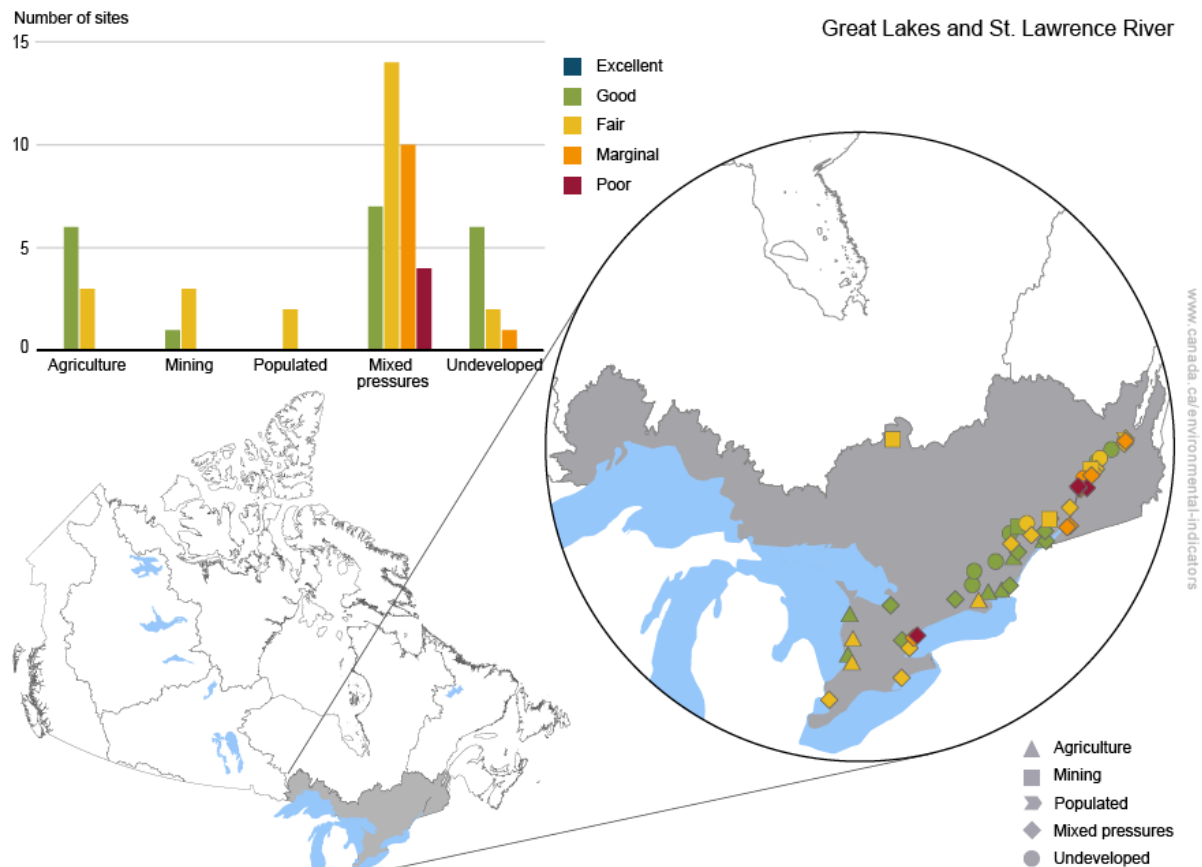 Number of sites
Great Lakes and St. Lawrence River
15
10
5
0
Excellent
Good
Fair
Marginal
Poor
Agriculture
Mining
Populated
Mixed
pressures
Undeveloped
www.canada.ca/environmental-indicators
Agriculture
Mining
Populated
Mixed pressures
Undeveloped